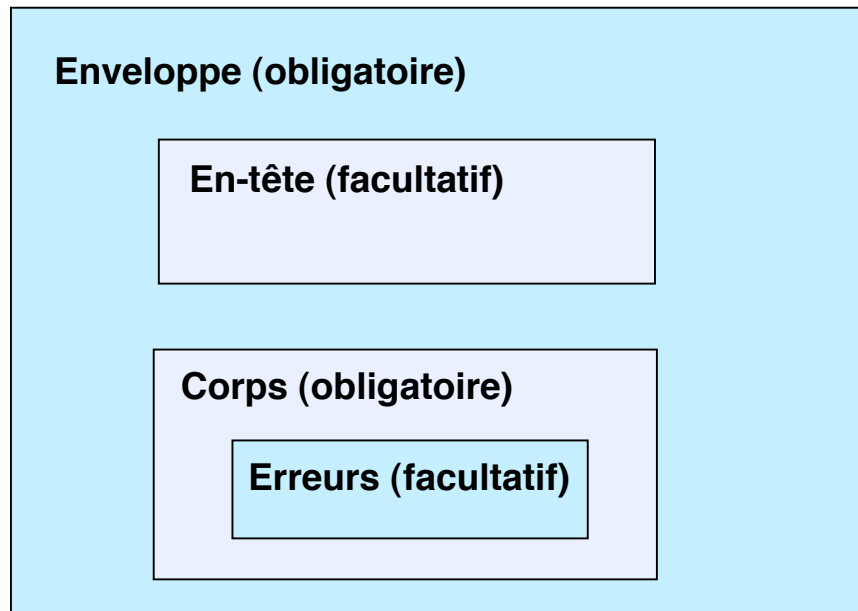 Enveloppe (obligatoire)
En-tête (facultatif)
Corps (obligatoire)
Erreurs (facultatif)